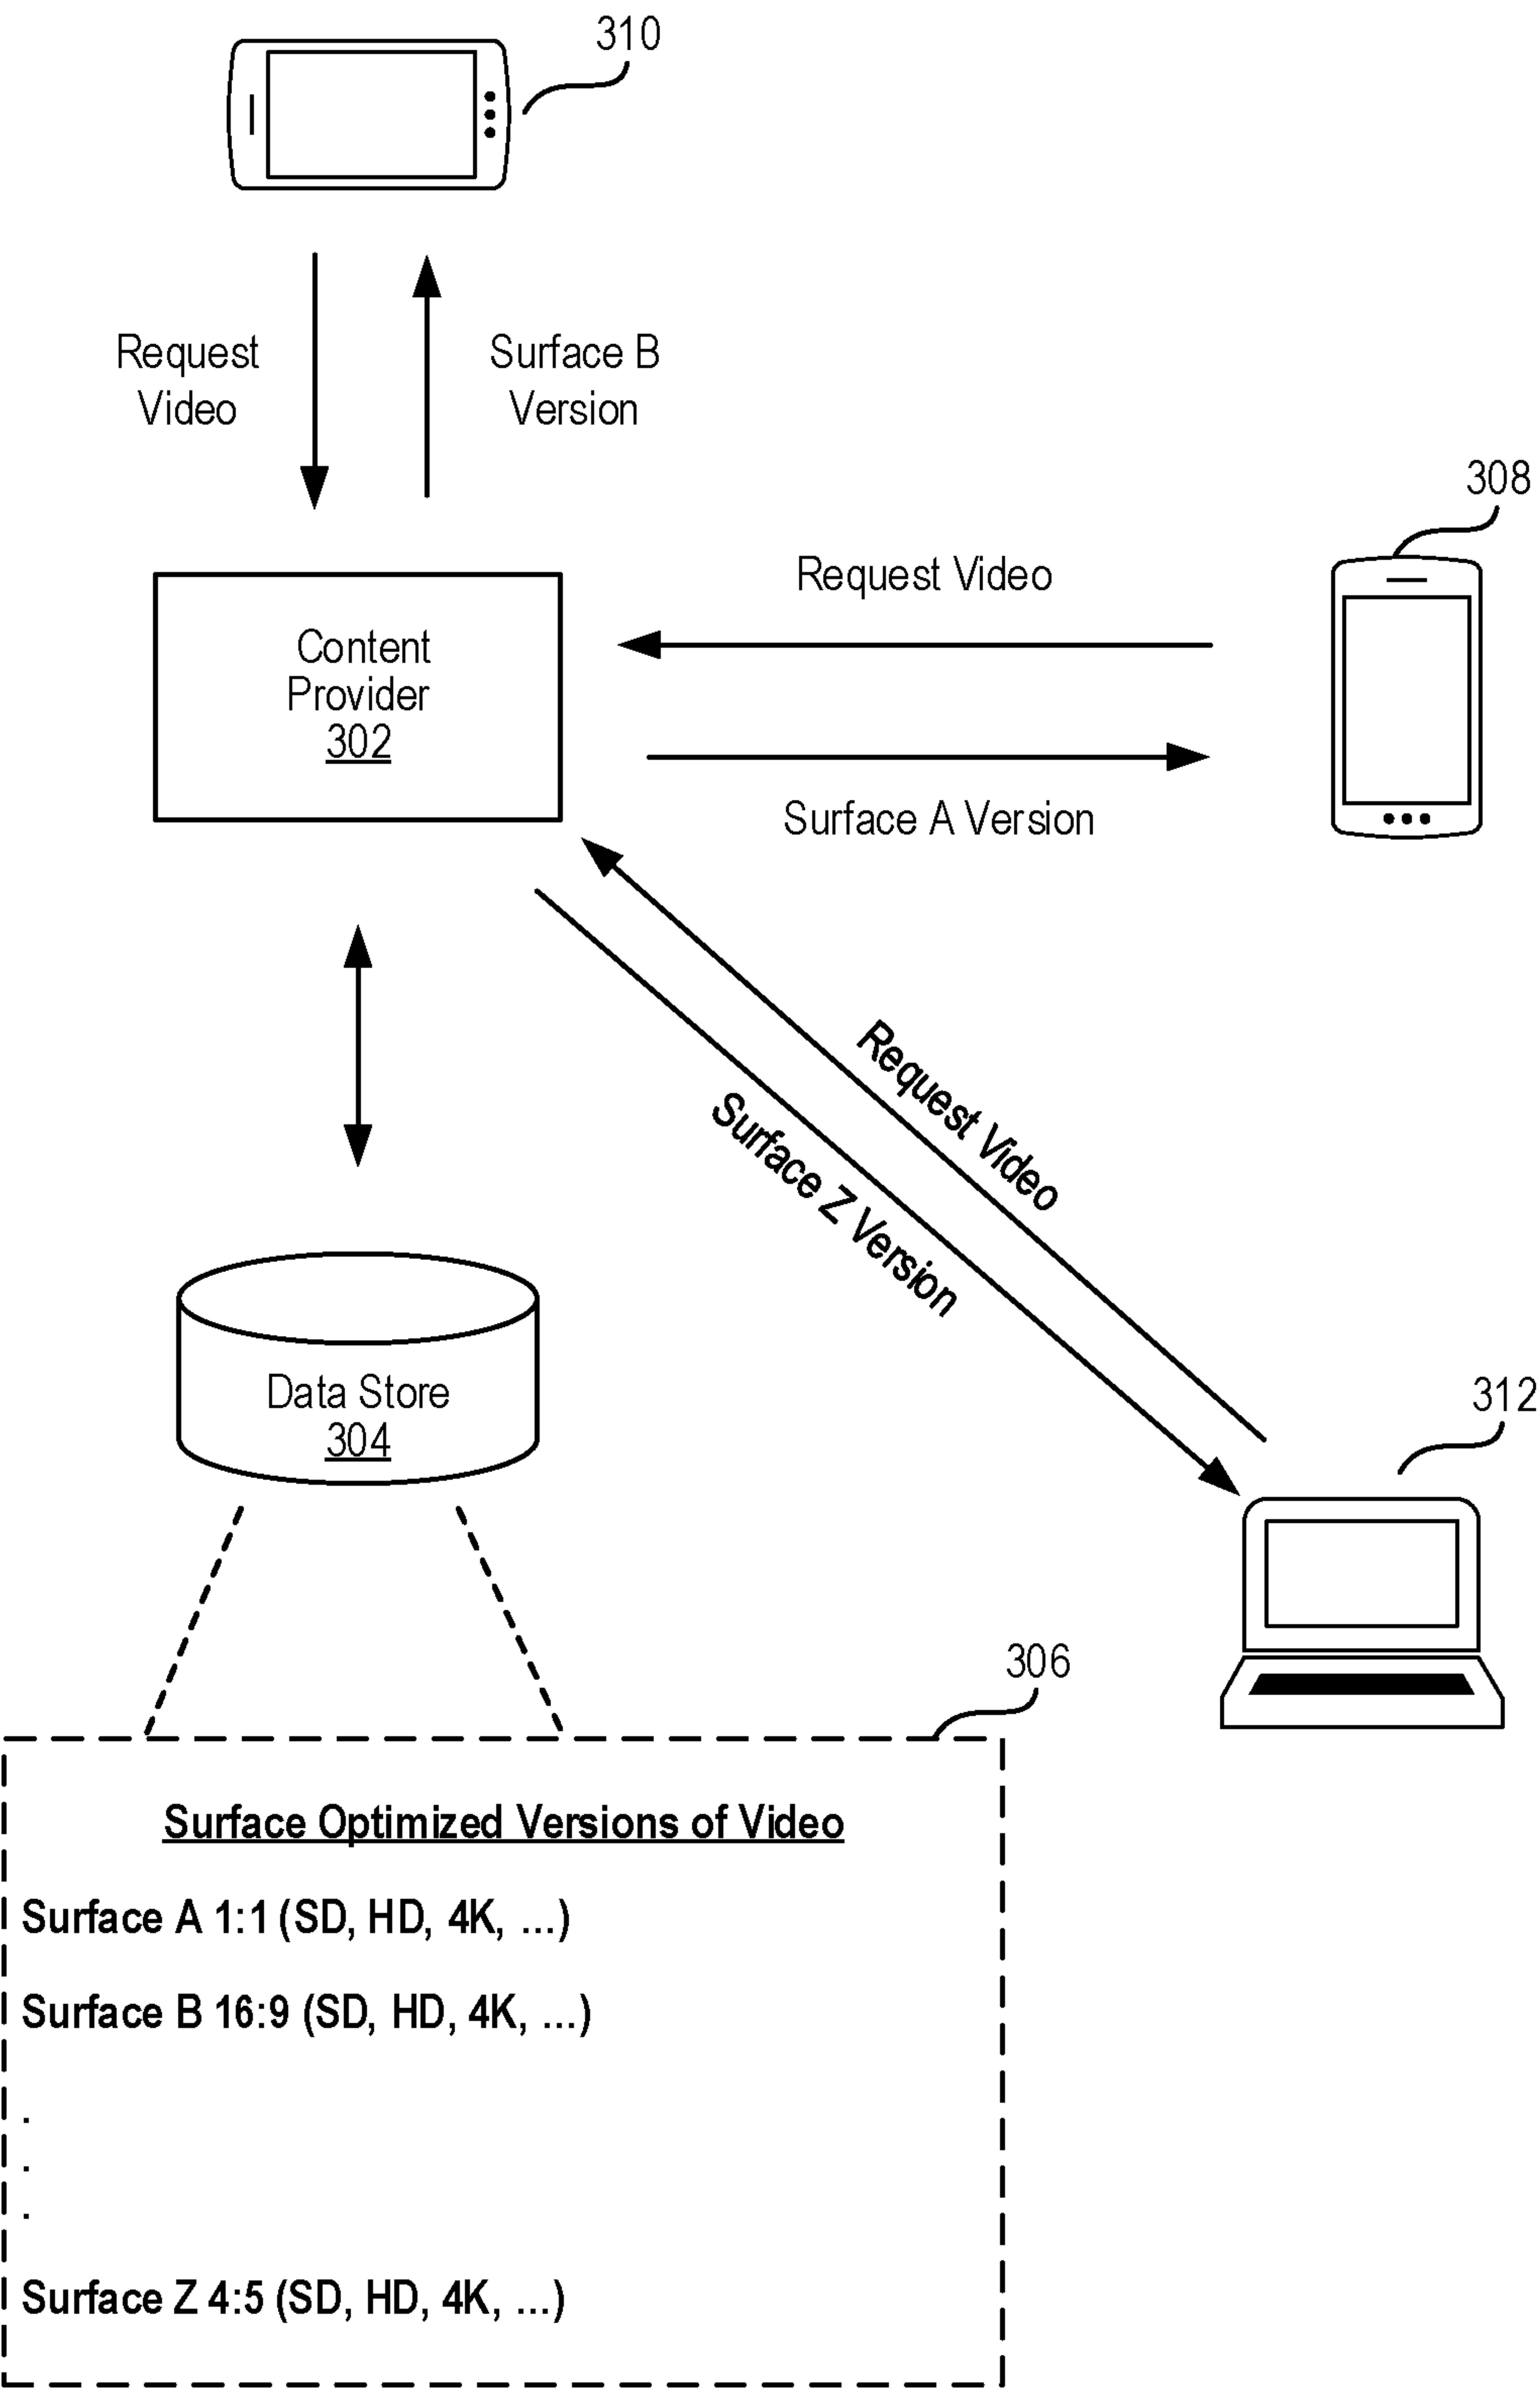 310
Request
Video
Surface B
Version
308
Request Video
Content
Provider
302
Surface A Version
Request Video
Surface Z Version
Data Store
304
312
306
Surface Optimized Versions of Video
Surface A 1:1 (SD, HD, 4K, ...)
Surface B 16:9 (SD, HD, 4K, ...)
.
.
.
Surface Z 4:5 (SD, HD, 4K, ...)